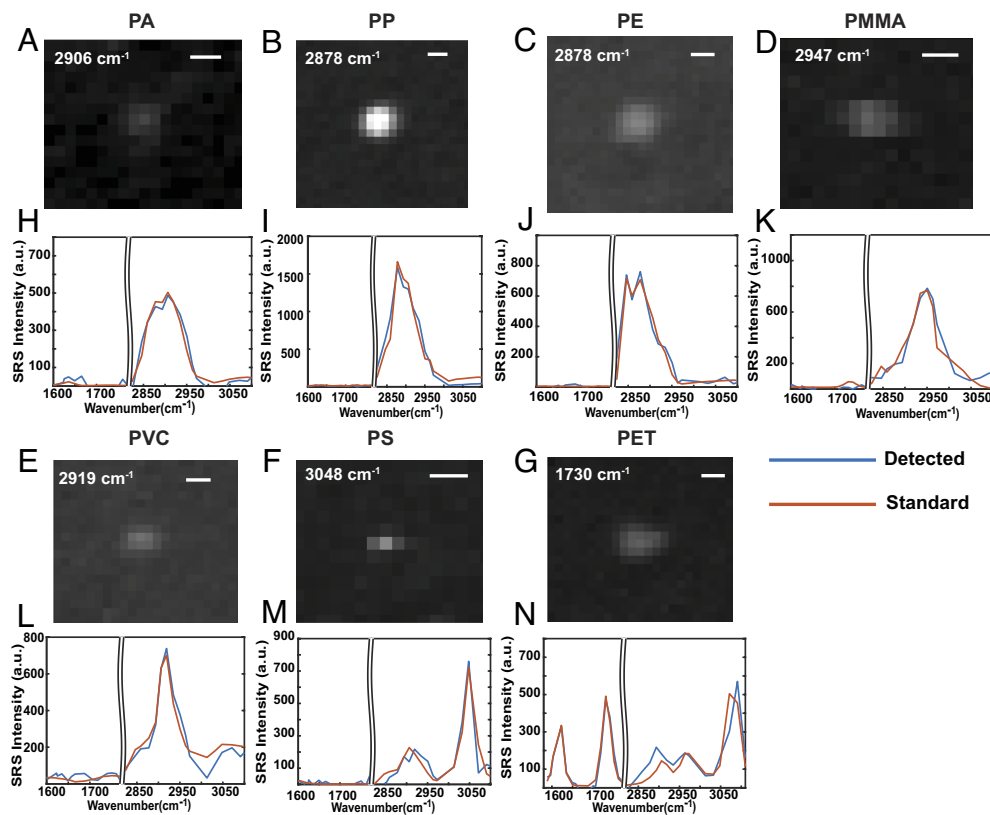 PA
PP
PE
PMMA
A
2906 cm⁻¹
B
2878 cm⁻¹
C
2878 cm⁻¹
D
2947 cm⁻¹
H
SRS Intensity (a.u.)
700
500
300
100
1600 1700 2850 2950 3050
Wavenumber(cm⁻¹)
I
SRS Intensity (a.u.)
2000
1500
1000
500
1600 1700 2850 2950 3050
Wavenumber(cm⁻¹)
J
SRS Intensity (a.u.)
800
600
400
200
1600 1700 2850 2950 3050
Wavenumber(cm⁻¹)
K
SRS Intensity (a.u.)
1000
600
200
1600 1700 2850 2950 3050
Wavenumber(cm⁻¹)
PVC
PS
PET
E
2919 cm⁻¹
F
3048 cm⁻¹
G
1730 cm⁻¹
Detected
Standard
L
SRS Intensity (a.u.)
800
600
400
200
0
1600 1700 2850 2950 3050
Wavenumber(cm⁻¹)
M
SRS Intensity (a.u.)
900
700
500
300
100
1600 1700 2850 2950 3050
Wavenumber(cm⁻¹)
N
SRS Intensity (a.u.)
700
500
300
100
1600 1700 2850 2950 3050
Wavenumber(cm⁻¹)